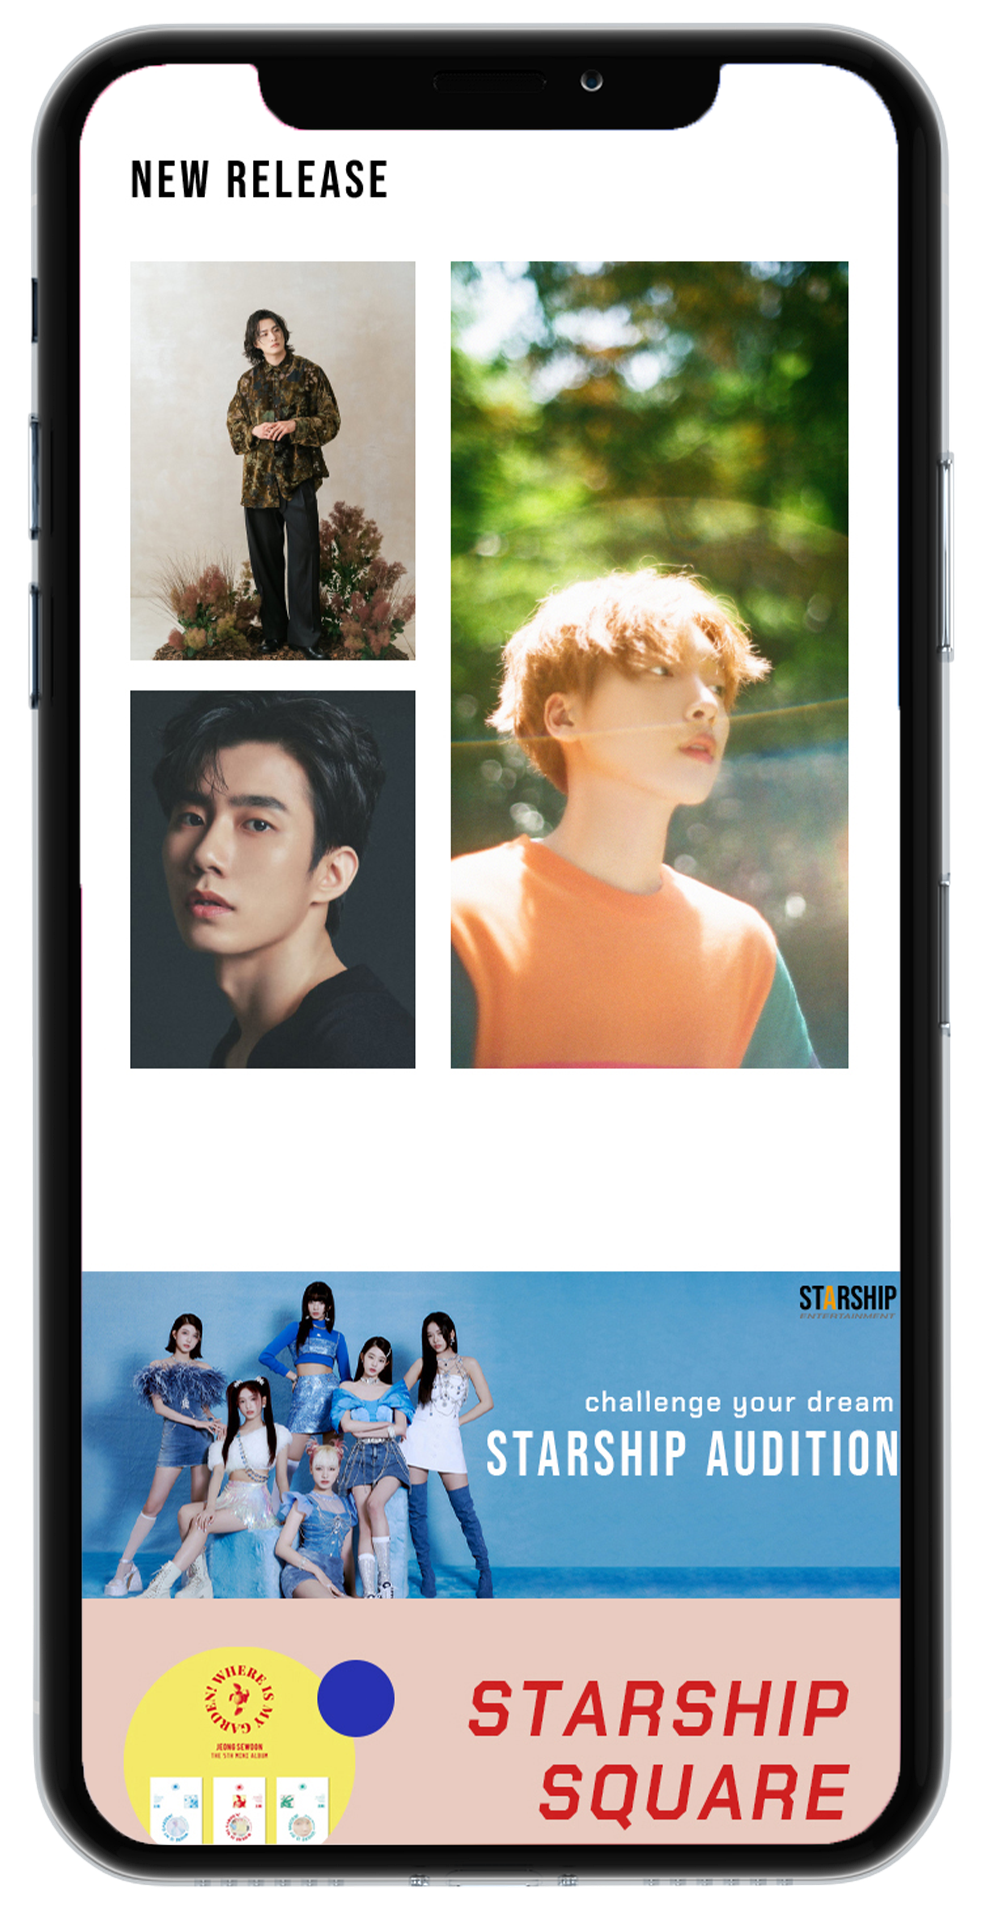 NEW RELEASE
STARSHIP
ENTERTAINMENT
challenge your dream
STARSHIP AUDITION
WHERE IS MY GARDEN!
JEONG SEWOON
THE 5TH MINI ALBUM
STARSHIP
SQUARE